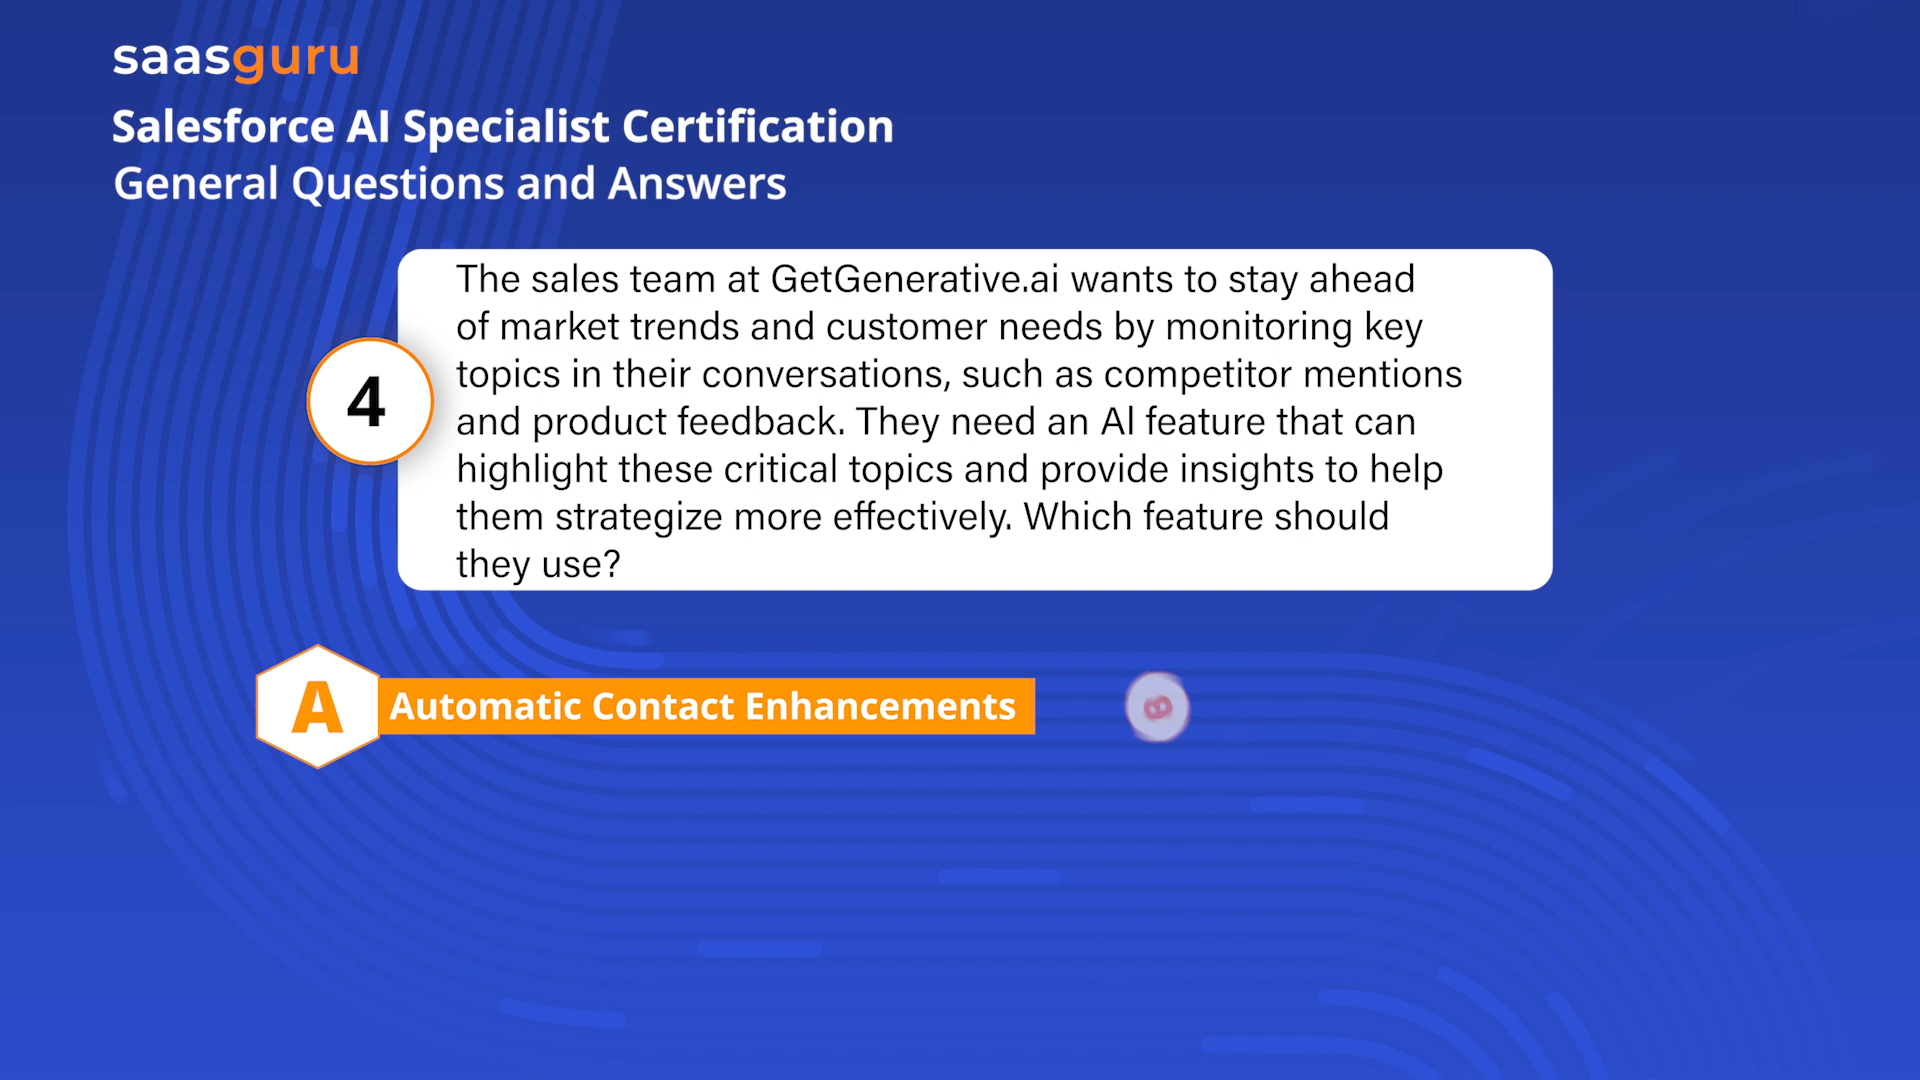 saasguru
Salesforce AI Specialist Certification
General Questions and Answers
The sales team at GetGenerative.ai wants to stay ahead
of market trends and customer needs by monitoring key
4
topics in their conversations, such as competitor mentions
and product feedback. They need an AI feature that can
highlight these critical topics and provide insights to help
them strategize more effectively. Which feature should
they use?
A
Automatic Contact Enhancements
B